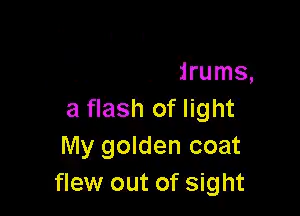 drums,
a flash of light
My golden coat
flew out of sight